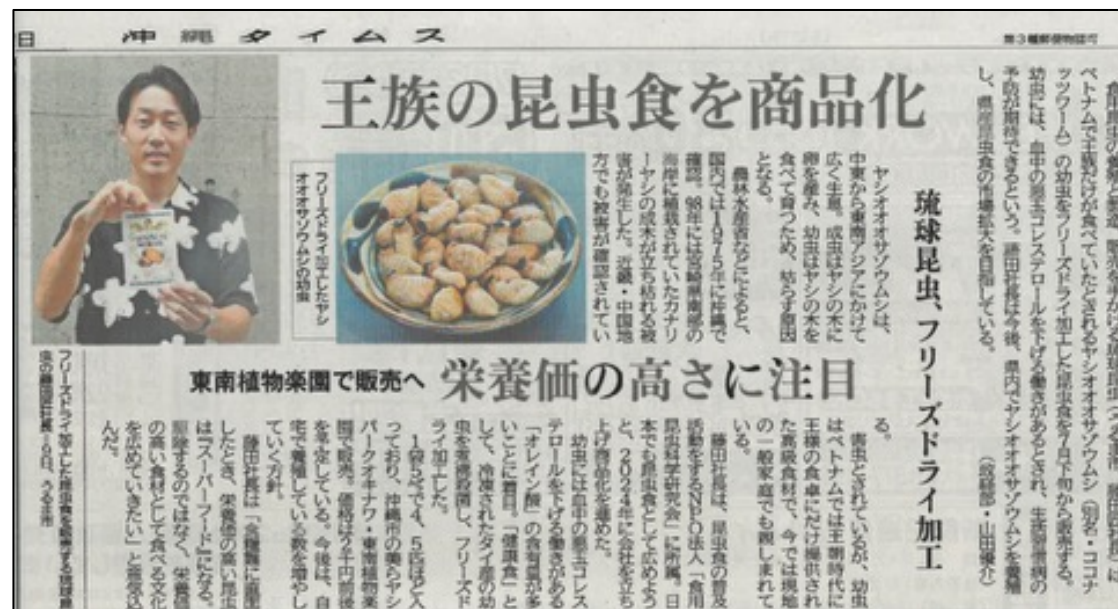 日
沖縄タイムス
第3種郵便物認可
王族の昆虫食を商品化
琉球昆虫、フリーズドライ加工
ベトナムで王族だけが食べていたとされるヤシオオオサゾウムシ（別名・ココナ
ッツワーム）の幼虫をフリーズドライ加工した昆虫食を７月下旬から販売する。
幼虫には、血中の悪玉コレステロールを下げる働きがあるとされ、生活習慣病の
予防が期待できるという。藤田社長は今後、県内でヤシオオオサゾウムシを養殖
し、県産昆虫食の市場拡大を目指している。（政経部・山田優介）
ヤシオオオサゾウムシは、
中東から東南アジアにかけて
広く生息。成虫はヤシの木に
卵を産み、幼虫はヤシの木を
食べて育つため、枯らす原因
となる。
農林水産省などによると、
国内では1975年に沖縄で
確認。98年には宮崎県南部の
海岸に植栽されていたカナリ
ーヤシの成木が立ち枯れる被
害が発生した。近畿・中国地
方でも被害が確認されてい
フリーズドライ加工したヤシ
オオオサゾウムシの幼虫
東南植物楽園で販売へ 栄養価の高さに注目
る。
害虫とされているが、幼虫
はベトナムでは王朝時代に
王様の食卓にだけ提供され
た高級食材で、今では現地
の一般家庭でも親しまれて
いる。
藤田社長は、昆虫食の普及
活動をするNPO法人「食用
昆虫科学研究会」に所属。日
本でも昆虫食として広めよう
と、2024年に会社を立ち
上げ商品化を進めた。
幼虫には血中の悪玉コレス
テロールを下げる働きがある
「オレイン酸」の含有量が多
いことに着目。「健康食」と
して、冷凍されたタイ産の幼
虫を蒸し殺菌し、フリーズド
ライ加工した。
1袋5㌘で4、5匹ほど入
っており、沖縄市の美らヤシ
パークオキナワ・東南植物楽
園で販売。価格は2千円前後
を予定している。今後は、自
宅で養殖している数を増やし
ていく方針。
藤田社長は「食糧難に直面
したとき、栄養価の高い昆虫
は『スーパーフード』になる。
駆除するのではなく、栄養価
の高い食材として食べる文化
を広めていきたい」と意気込
んだ。
フリーズドライ加工した昆虫食を販売する琉球昆
虫の藤田
社長＝
日、うるま市